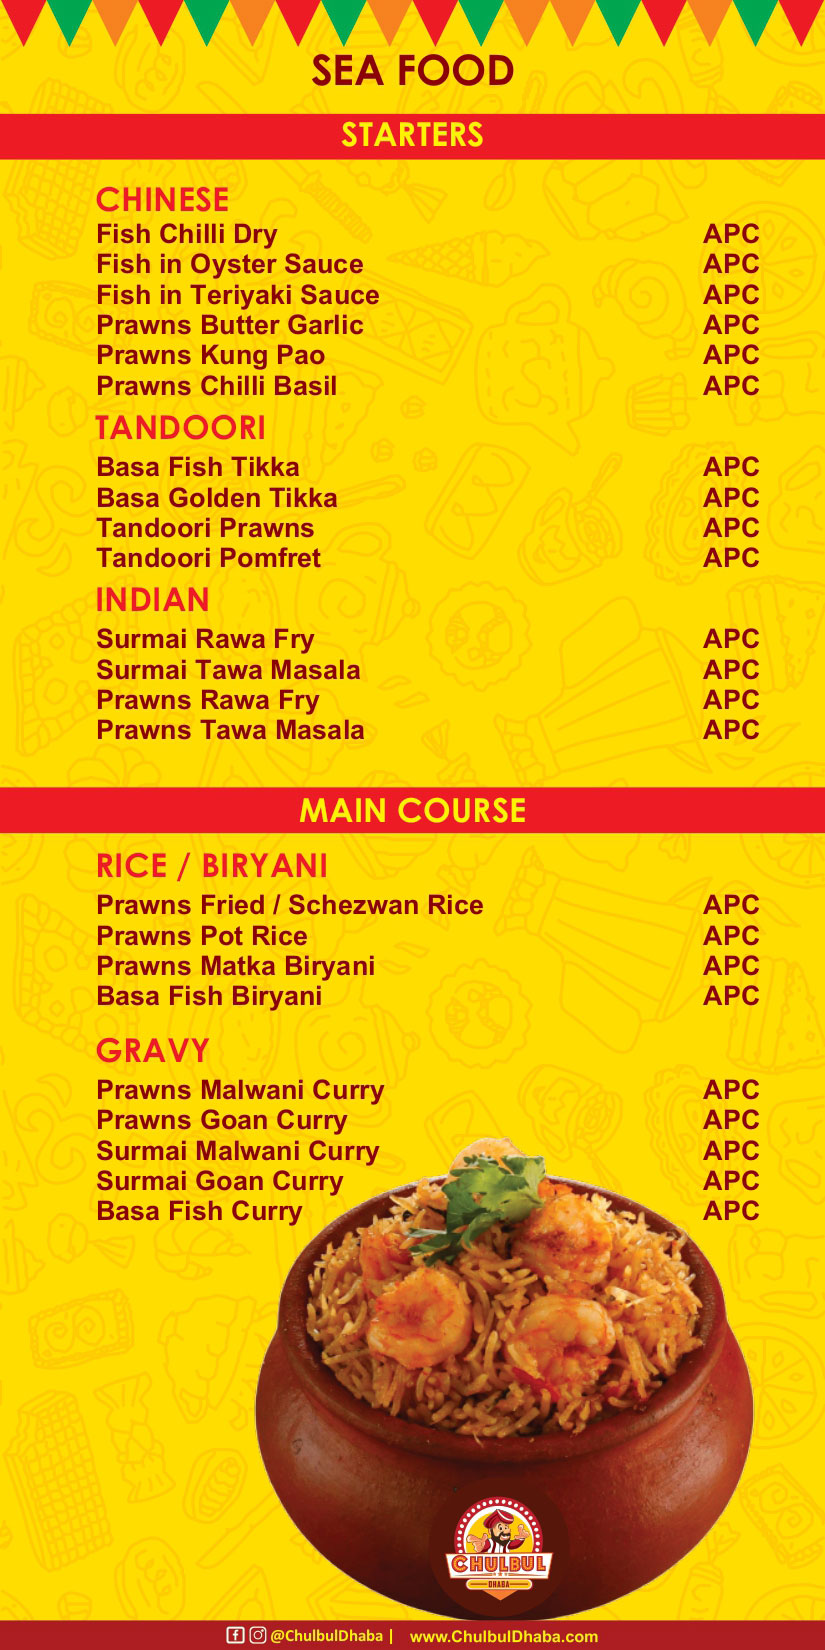 SEA FOOD
STARTERS
CHINESE
Fish Chilli Dry APC
Fish in Oyster Sauce APC
Fish in Teriyaki Sauce APC
Prawns Butter Garlic APC
Prawns Kung Pao APC
Prawns Chilli Basil APC
TANDOORI
Basa Fish Tikka APC
Basa Golden Tikka APC
Tandoori Prawns APC
Tandoori Pomfret APC
INDIAN
Surmai Rawa Fry APC
Surmai Tawa Masala APC
Prawns Rawa Fry APC
Prawns Tawa Masala APC
MAIN COURSE
RICE / BIRYANI
Prawns Fried / Schezwan Rice APC
Prawns Pot Rice APC
Prawns Matka Biryani APC
Basa Fish Biryani APC
GRAVY
Prawns Malwani Curry APC
Prawns Goan Curry APC
Surmai Malwani Curry APC
Surmai Goan Curry APC
Basa Fish Curry APC
CHULBUL
DHABA
@ChulbulDhaba | www.ChulbulDhaba.com